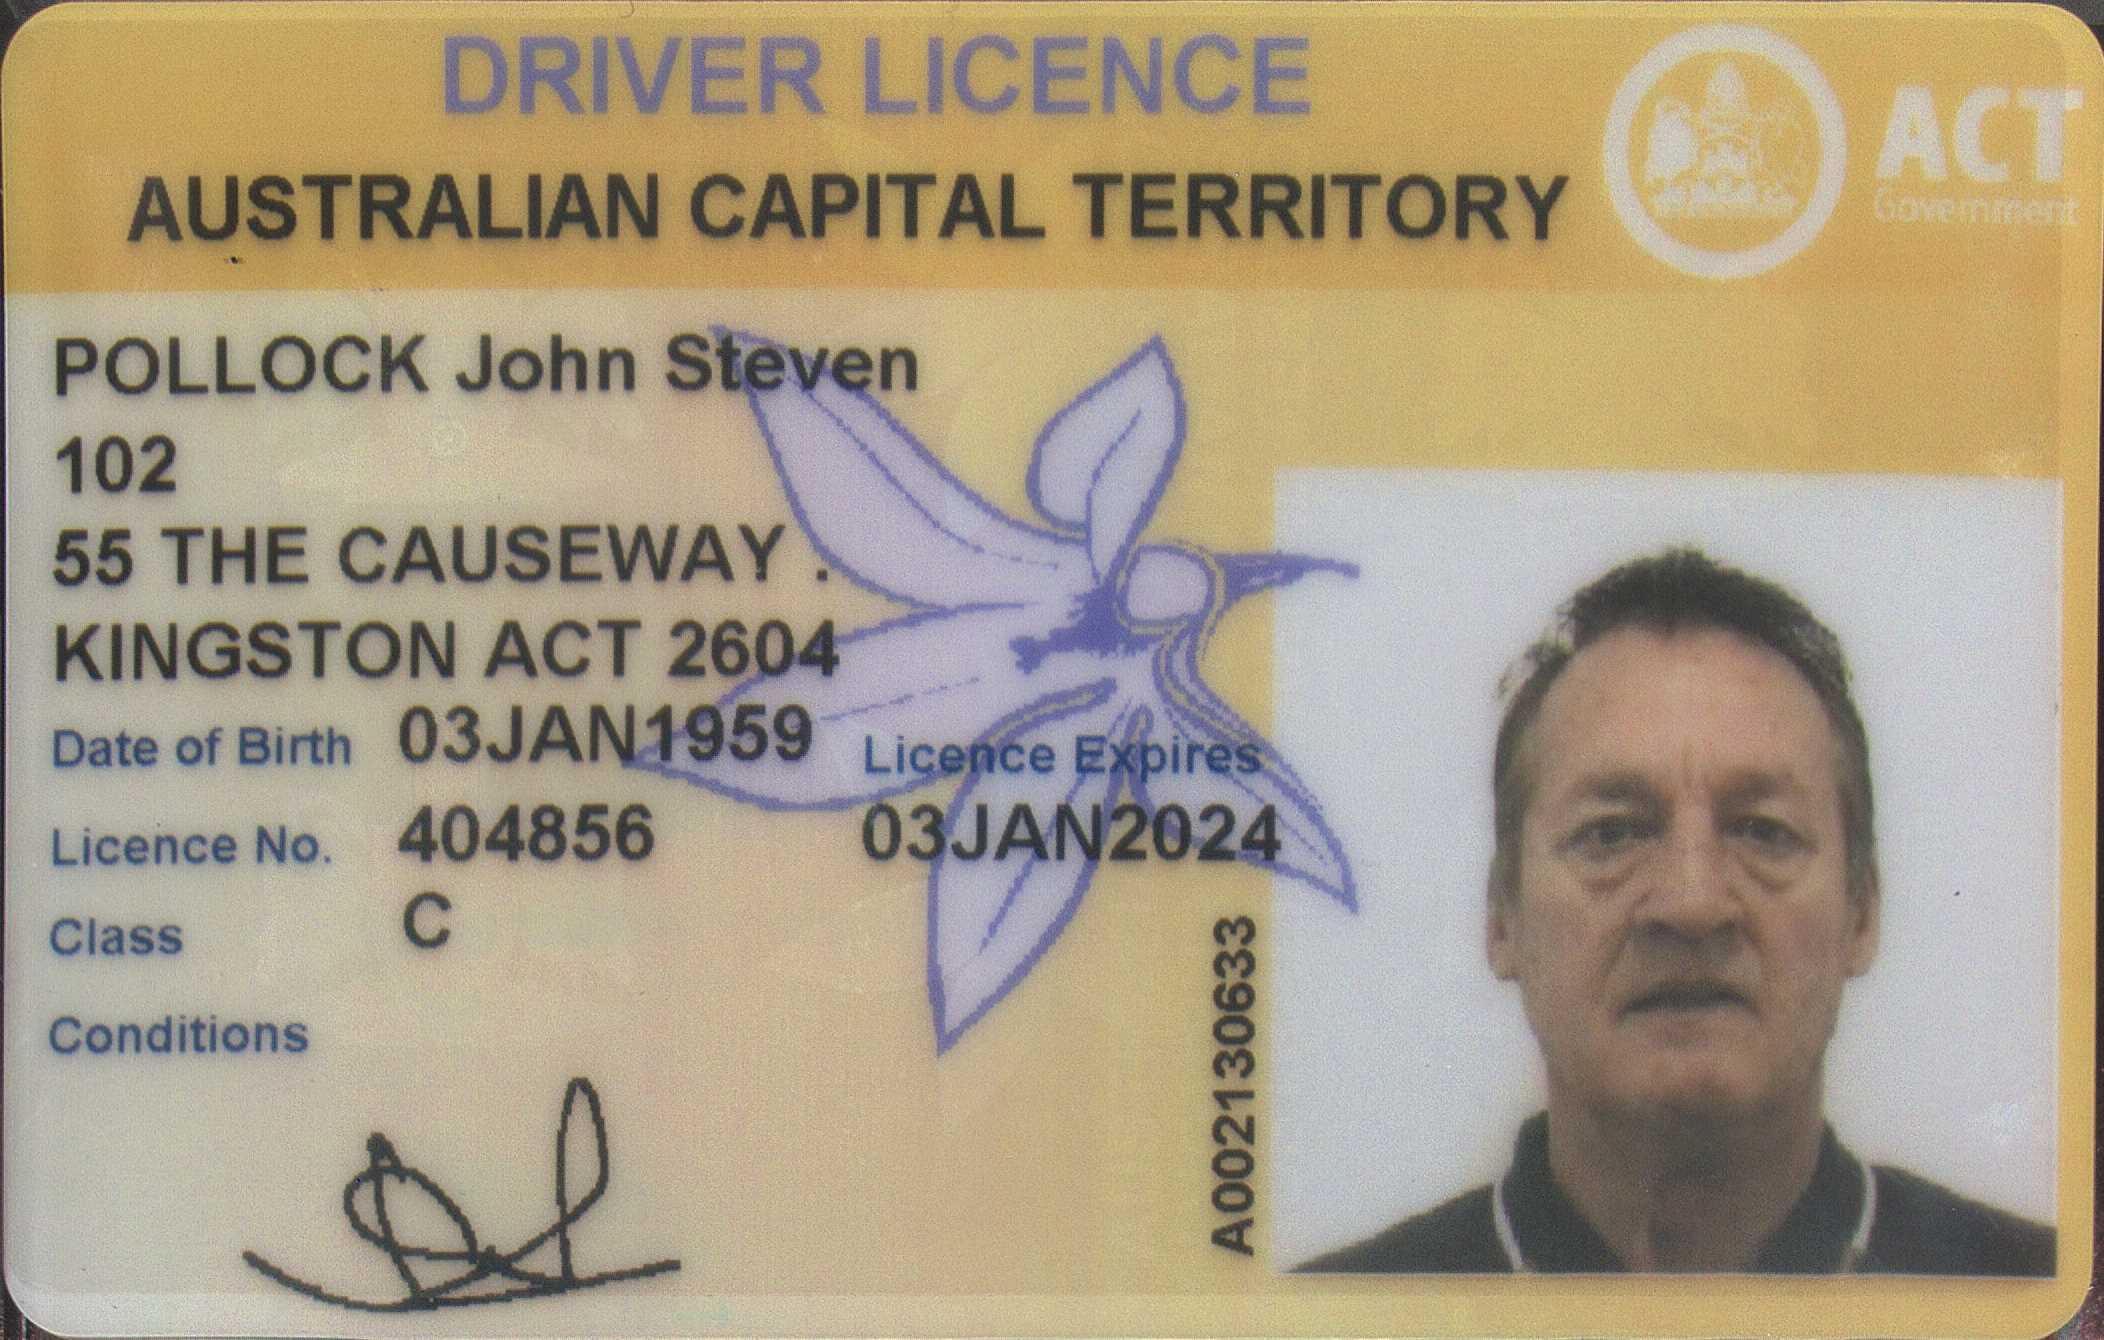 DRIVER LICENCE
AUSTRALIAN CAPITAL TERRITORY
ACT
Government
POLLOCK John Steven
102
55 THE CAUSEWAY .
KINGSTON ACT 2604
Date of Birth 03JAN1959 Licence Expires
Licence No. 404856 03JAN2024
Class C
Conditions
A002130633